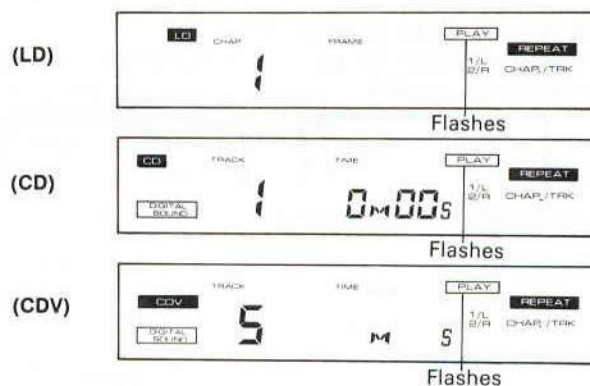 (LD)
LD CHAP. FRAME PLAY
REPEAT
1/L
2/R CHAP./TRK
1
Flashes
(CD)
CD TRACK TIME PLAY
REPEAT
1/L
2/R CHAP./TRK
DIGITAL
SOUND
1 0M00S
Flashes
(CDV)
TRACK TIME PLAY
CDV REPEAT
1/L
2/R CHAP./TRK
DIGITAL
SOUND
5 M S
Flashes